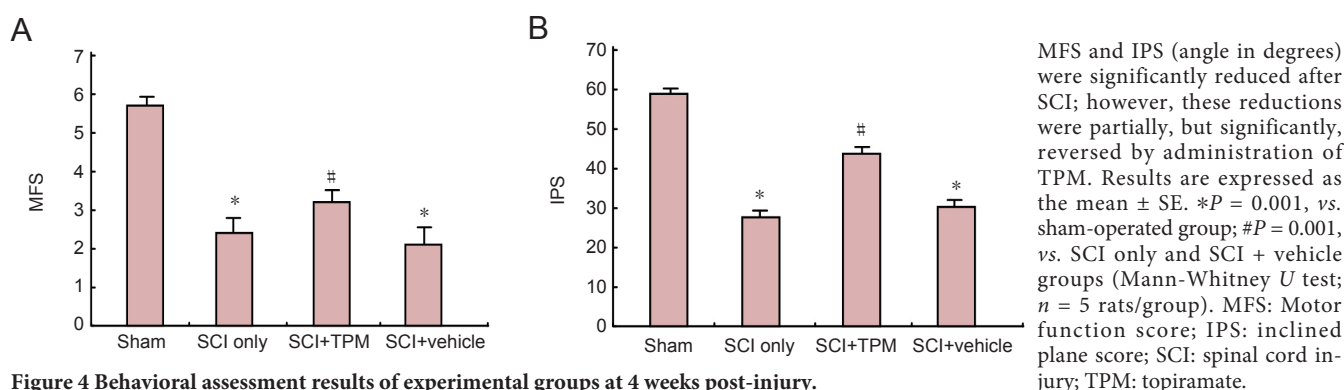 A
7
6
5
4
3
2
1
0
MFS
*
#
*
Sham
SCI only
SCI+TPM
SCI+vehicle
B
70
60
50
40
30
20
10
0
IPS
*
#
*
Sham
SCI only
SCI+TPM
SCI+vehicle
MFS and IPS (angle in degrees)
were significantly reduced after
SCI; however, these reductions
were partially, but significantly,
reversed by administration of
TPM. Results are expressed as
the mean ± SE. *P = 0.001, vs.
sham-operated group; #P = 0.001,
vs. SCI only and SCI + vehicle
groups (Mann-Whitney U test;
n = 5 rats/group). MFS: Motor
function score; IPS: inclined
plane score; SCI: spinal cord in-
jury; TPM: topiramate.
Figure 4 Behavioral assessment results of experimental groups at 4 weeks post-injury.